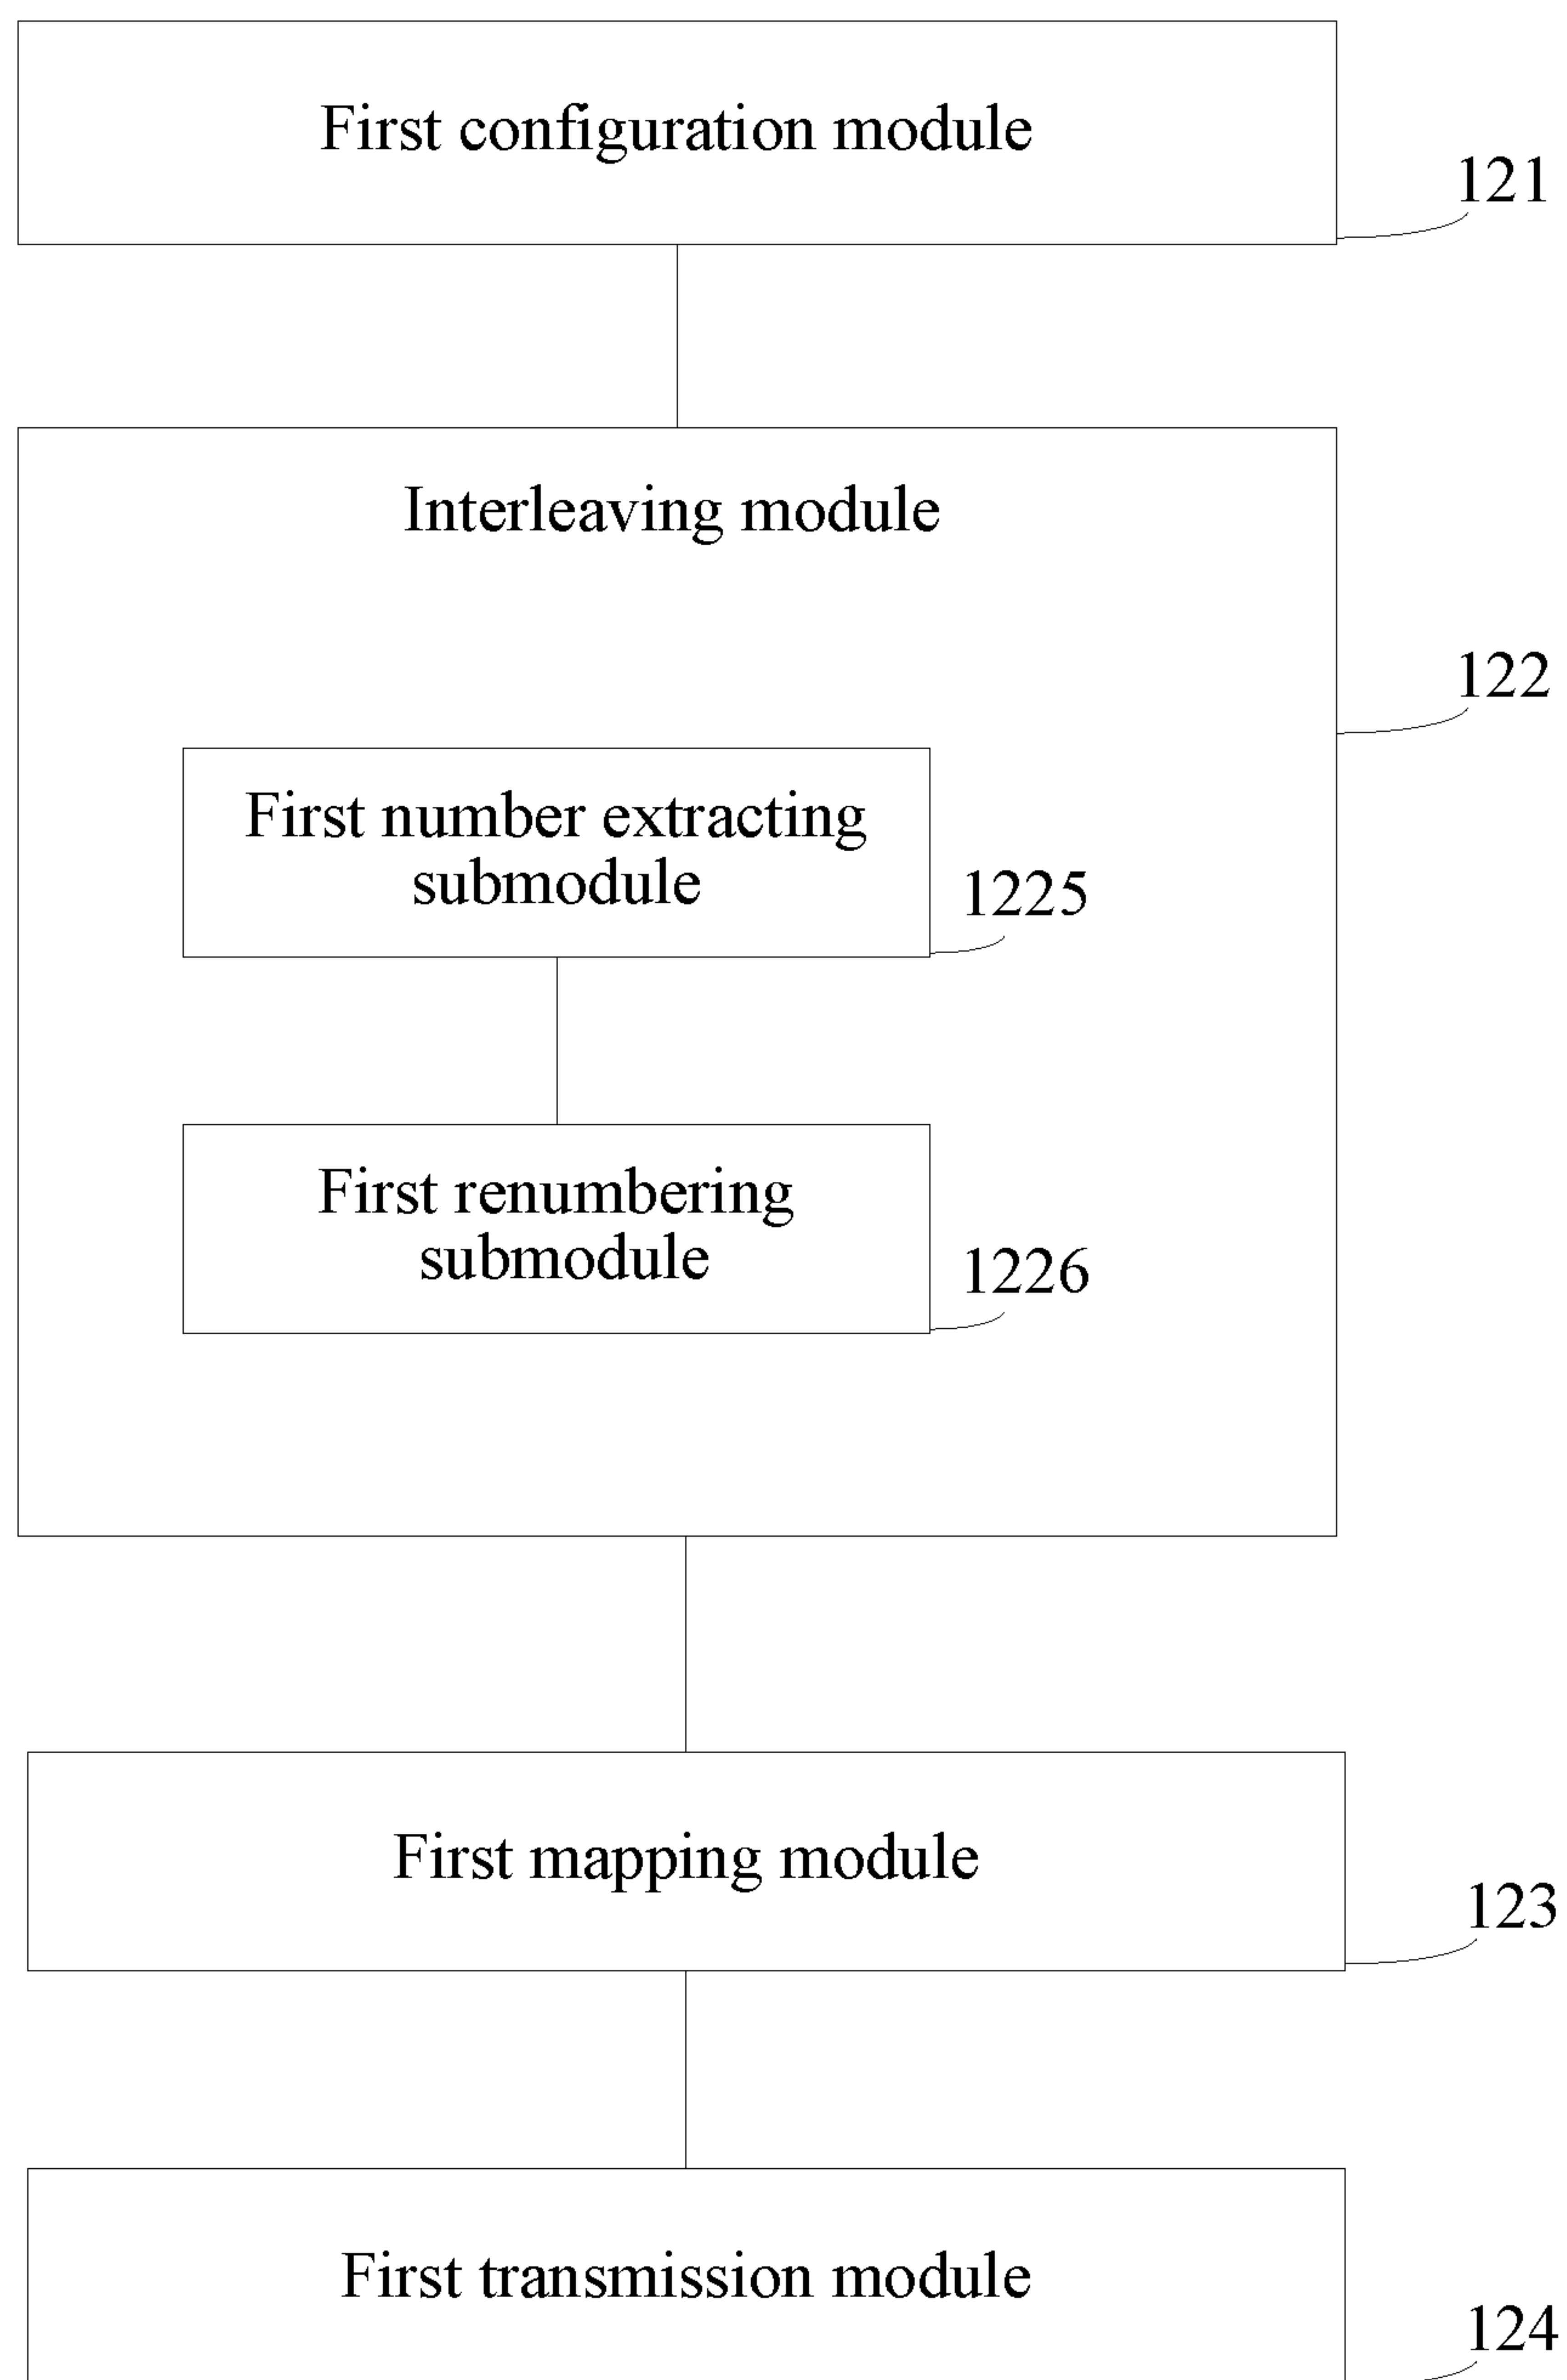 First configuration module
121
Interleaving module
122
First number extracting
submodule
1225
First renumbering
submodule
1226
First mapping module
123
First transmission module
124